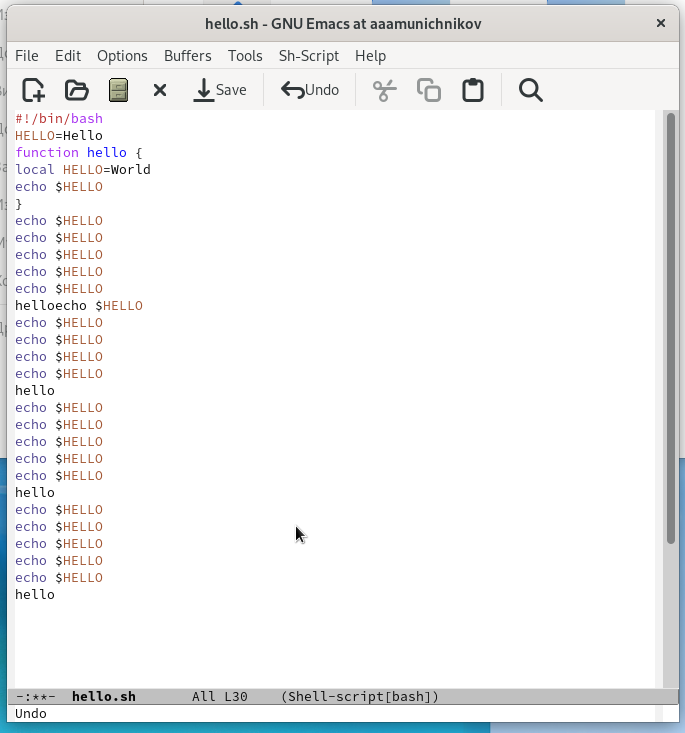 hello.sh - GNU Emacs at aaamunichnikov
File Edit Options Buffers Tools Sh-Script Help
Save Undo
#!/bin/bash
HELLO=Hello
function hello {
local HELLO=World
echo $HELLO
}
echo $HELLO
echo $HELLO
echo $HELLO
echo $HELLO
echo $HELLO
helloecho $HELLO
echo $HELLO
echo $HELLO
echo $HELLO
echo $HELLO
hello
echo $HELLO
echo $HELLO
echo $HELLO
echo $HELLO
echo $HELLO
hello
echo $HELLO
echo $HELLO
echo $HELLO
echo $HELLO
echo $HELLO
hello
-:**- hello.sh All L30 (Shell-script[bash])
Undo